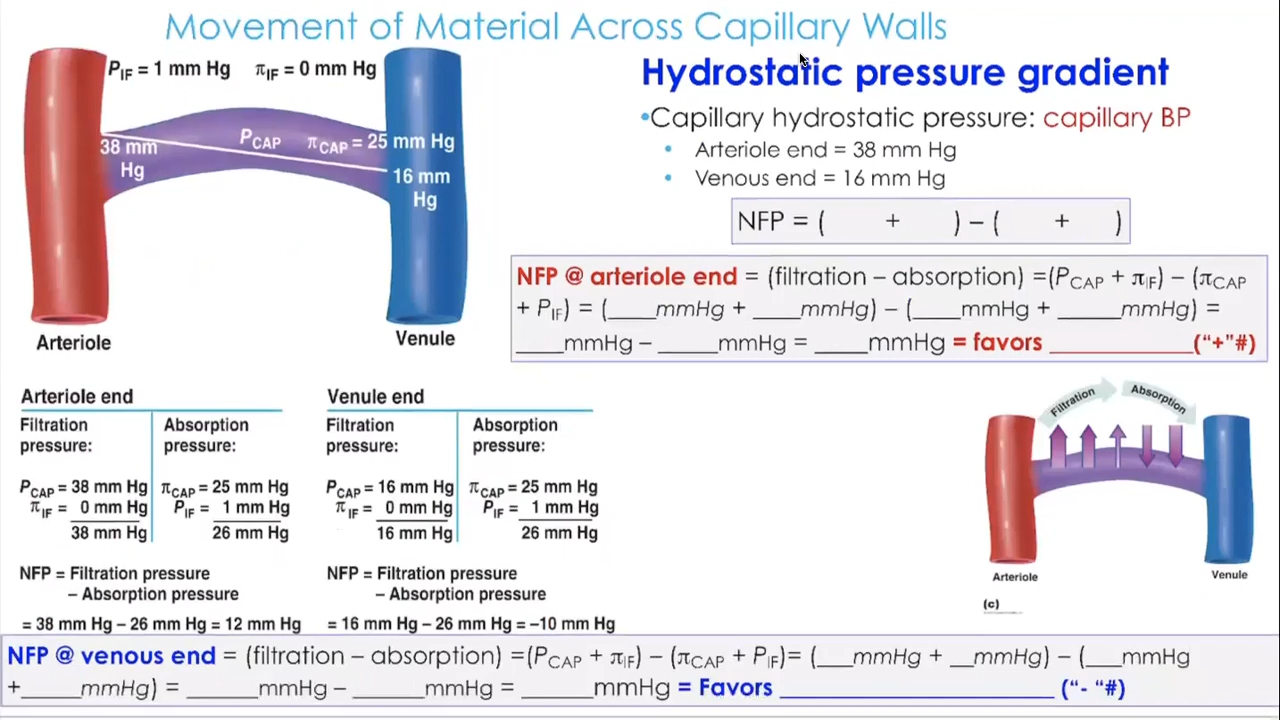 Movement of Material Across Capillary Walls
P_IF = 1 mm Hg π_IF = 0 mm Hg
38 mm Hg
P_CAP π_CAP = 25 mm Hg
16 mm Hg
Arteriole
Venule
Hydrostatic pressure gradient
•Capillary hydrostatic pressure: capillary BP
• Arteriole end = 38 mm Hg
• Venous end = 16 mm Hg
NFP = ( + ) – ( + )
NFP @ arteriole end = (filtration – absorption) =(P_CAP + π_IF) – (π_CAP
+ P_IF) = (____mmHg + ____mmHg) – (____mmHg + _____mmHg) =
____mmHg – _____mmHg = ____mmHg = favors ____________(“+”#)
Arteriole end
Filtration pressure:
Absorption pressure:
P_CAP = 38 mm Hg
π_IF = 0 mm Hg
38 mm Hg
π_CAP = 25 mm Hg
P_IF = 1 mm Hg
26 mm Hg
NFP = Filtration pressure
– Absorption pressure
= 38 mm Hg – 26 mm Hg = 12 mm Hg
Venule end
Filtration pressure:
Absorption pressure:
P_CAP = 16 mm Hg
π_IF = 0 mm Hg
16 mm Hg
π_CAP = 25 mm Hg
P_IF = 1 mm Hg
26 mm Hg
NFP = Filtration pressure
– Absorption pressure
= 16 mm Hg – 26 mm Hg = –10 mm Hg
Filtration
Absorption
Arteriole
Venule
(c)
NFP @ venous end = (filtration – absorption) =(P_CAP + π_IF) – (π_CAP + P_IF)= (___mmHg + __mmHg) – (___mmHg
+_____mmHg) = ______mmHg – ______mmHg = ______mmHg = Favors _______________________ (“- “#)